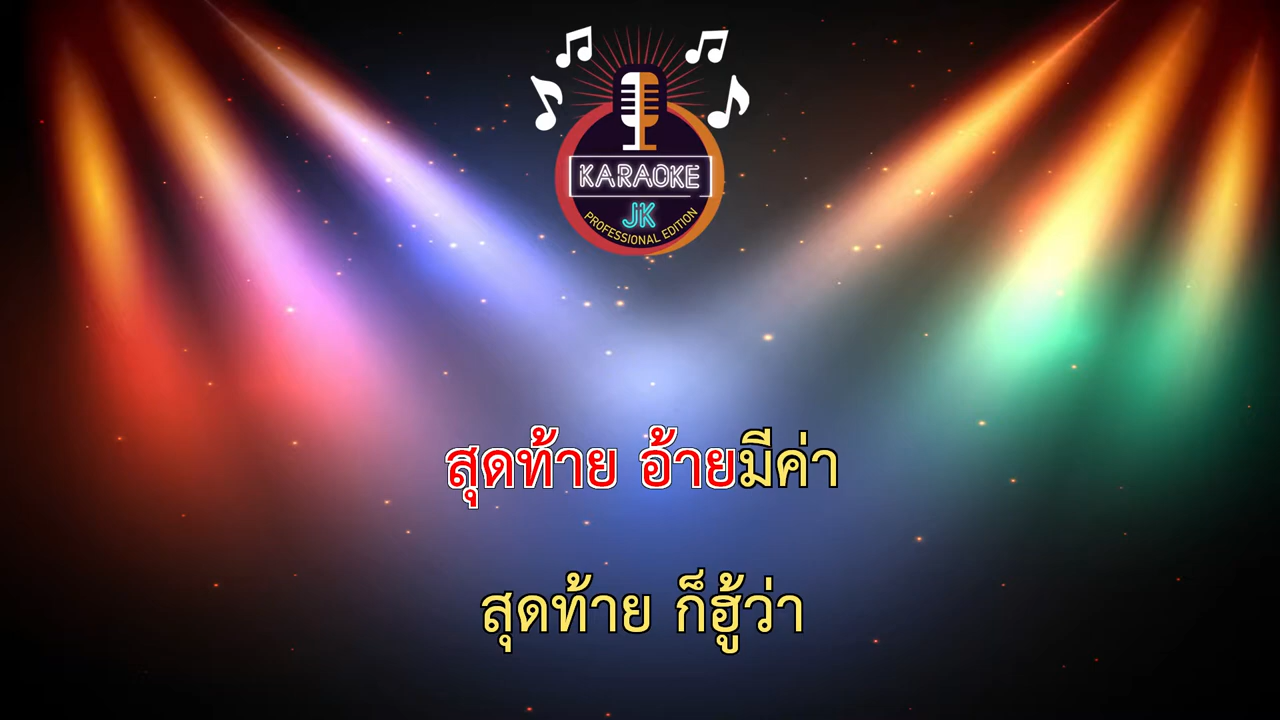 KARAOKE
JK
PROFESSIONAL EDITION
สุดท้าย อ้ายมีค่า
สุดท้าย ก็ฮู้ว่า